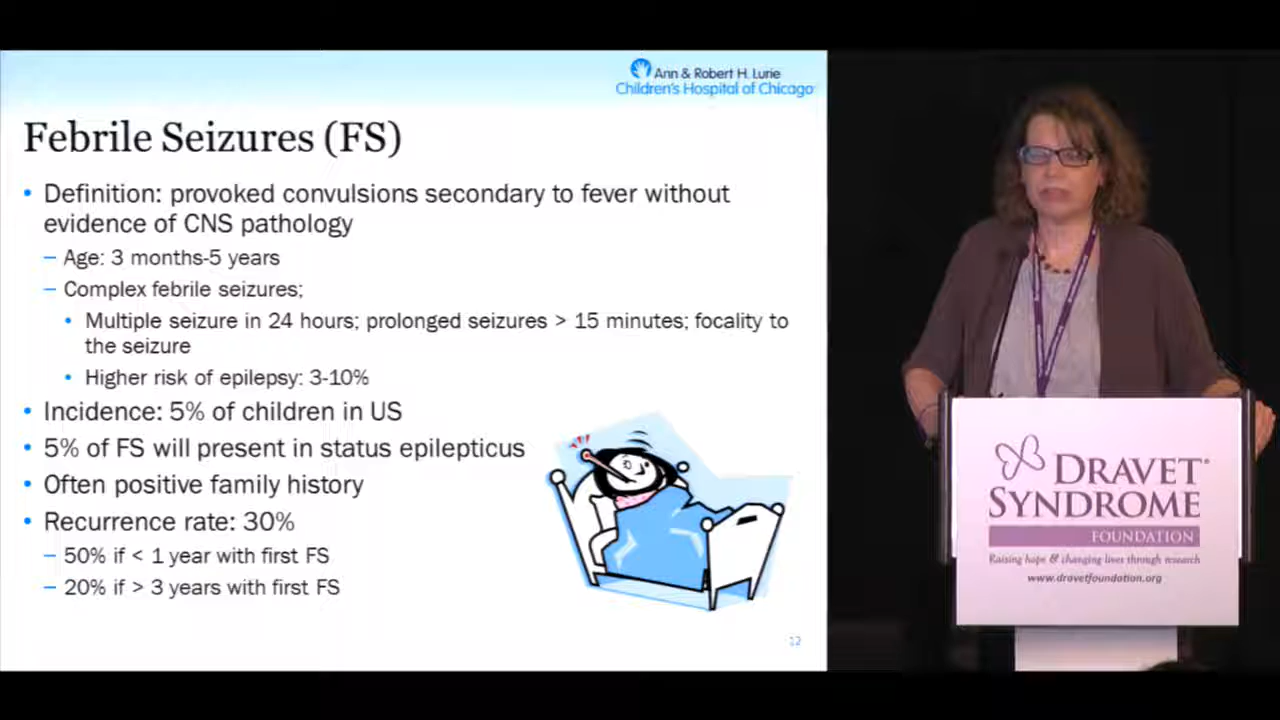 Ann & Robert H. Lurie
Children's Hospital of Chicago
Febrile Seizures (FS)
• Definition: provoked convulsions secondary to fever without
evidence of CNS pathology
– Age: 3 months-5 years
– Complex febrile seizures;
• Multiple seizure in 24 hours; prolonged seizures > 15 minutes; focality to
the seizure
• Higher risk of epilepsy: 3-10%
• Incidence: 5% of children in US
• 5% of FS will present in status epilepticus
• Often positive family history
• Recurrence rate: 30%
– 50% if < 1 year with first FS
– 20% if > 3 years with first FS
12
DRAVET
SYNDROME
FOUNDATION
Raising hope & changing lives through research
www.dravetfoundation.org